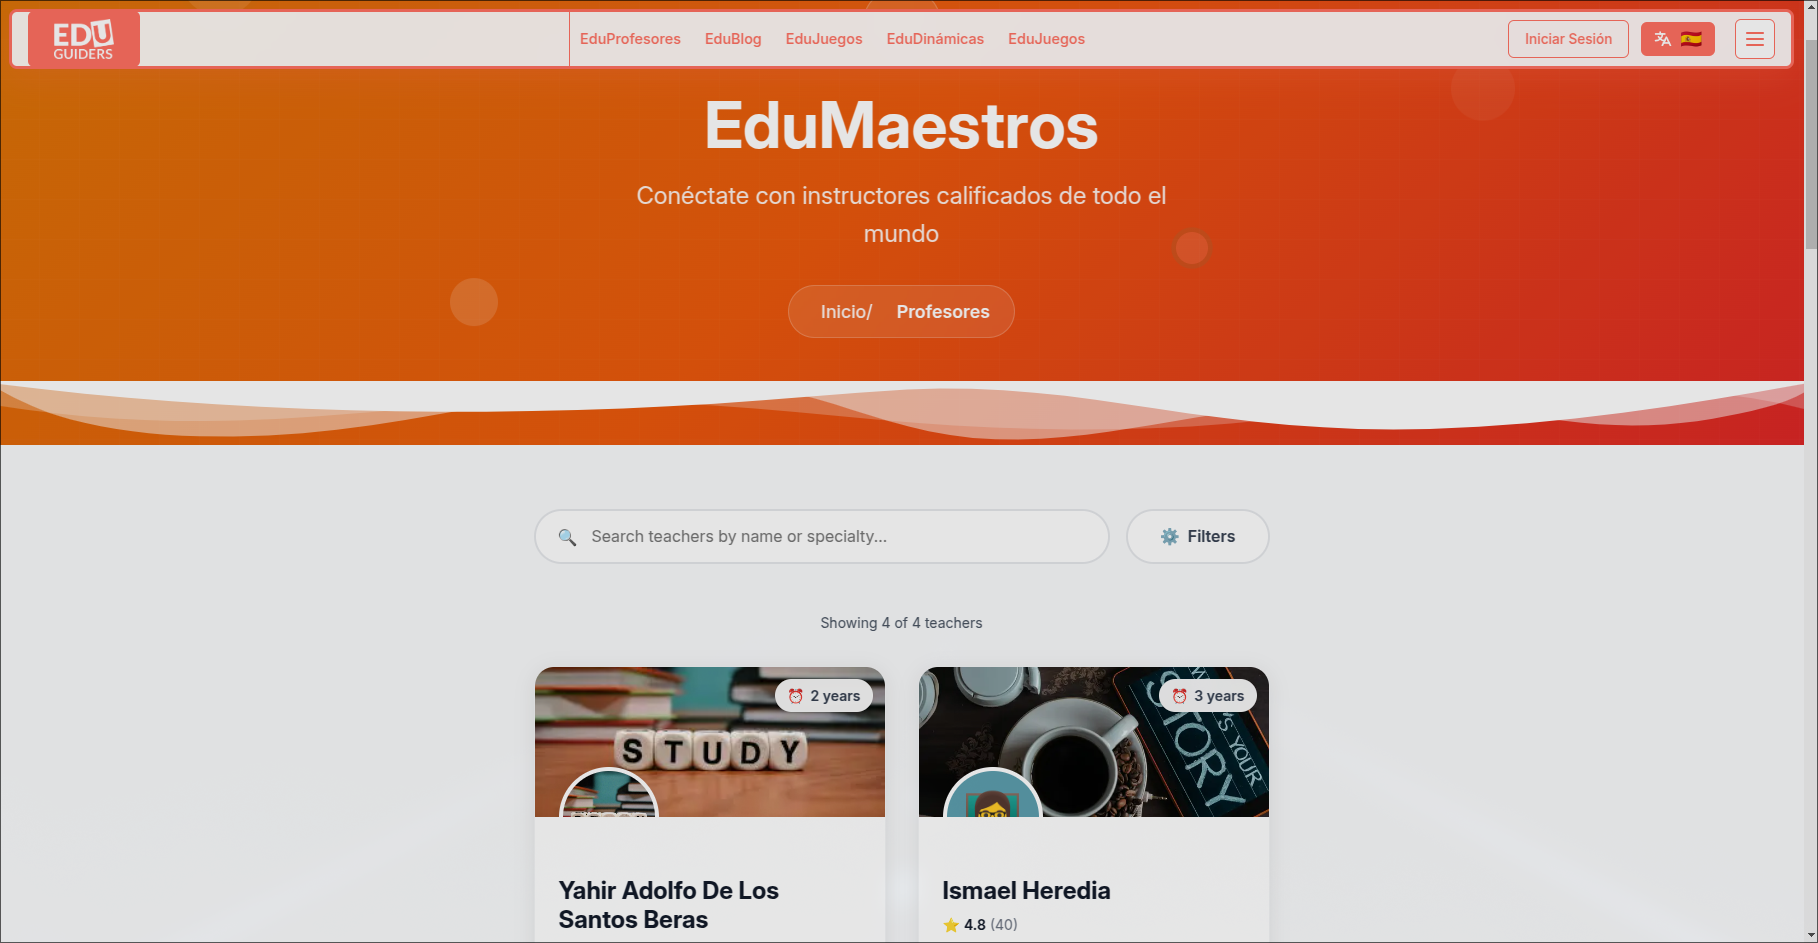 EDU
GUIDERS
EduProfesores
EduBlog
EduJuegos
EduDinámicas
EduJuegos
Iniciar Sesión
EduMaestros
Conéctate con instructores calificados de todo el
mundo
Inicio/ Profesores
Search teachers by name or specialty...
Filters
Showing 4 of 4 teachers
2 years
STUDY
3 years
STORY
YOUR
Yahir Adolfo De Los
Santos Beras
Ismael Heredia
4.8 (40)